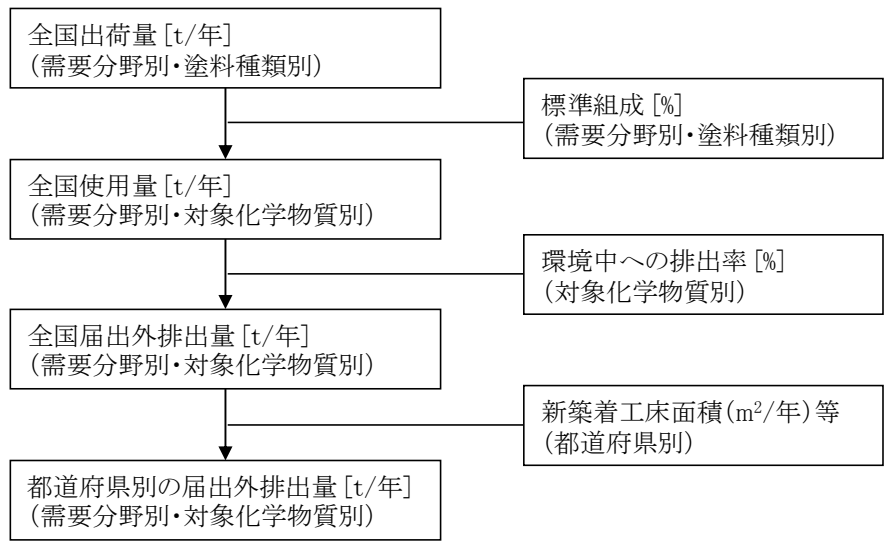 全国出荷量[t/年]
(需要分野別・塗料種類別)
標準組成[%]
(需要分野別・塗料種類別)
全国使用量[t/年]
(需要分野別・対象化学物質別)
環境中への排出率[%]
(対象化学物質別)
全国届出外排出量[t/年]
(需要分野別・対象化学物質別)
新築着工床面積(m²/年)等
(都道府県別)
都道府県別の届出外排出量[t/年]
(需要分野別・対象化学物質別)